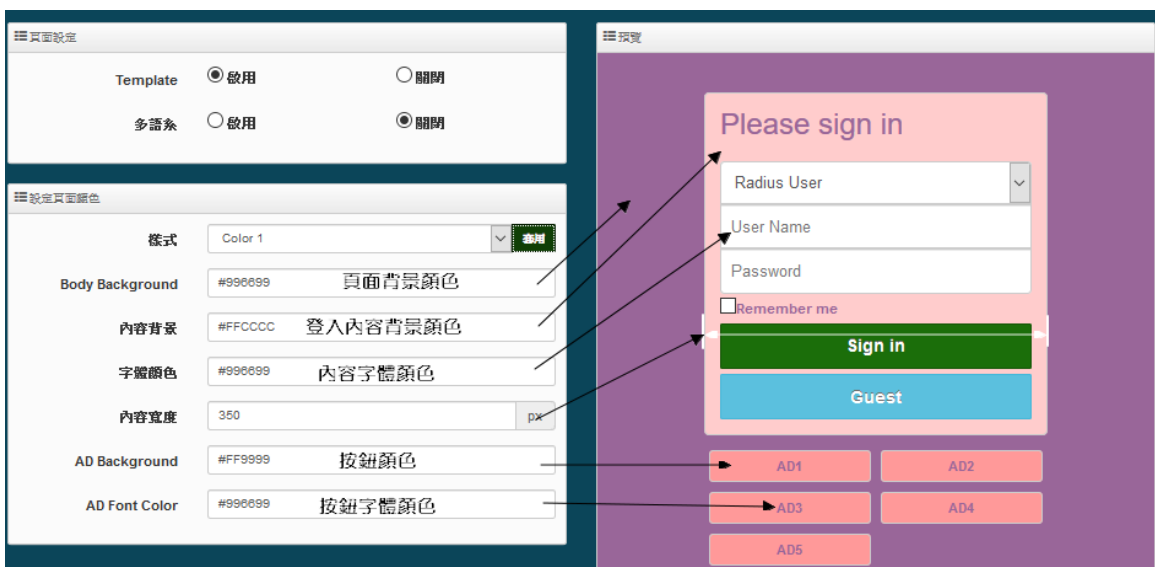 頁面設定
Template 啟用 關閉
多語系 啟用 關閉
設定頁面顏色
樣式 Color 1 套用
Body Background #996699 頁面背景顏色
內容背景 #FFCCCC 登入內容背景顏色
字體顏色 #996699 內容字體顏色
內容寬度 350 px
AD Background #FF9999 按鈕顏色
AD Font Color #996699 按鈕字體顏色
預覽
Please sign in
Radius User
User Name
Password
Remember me
Sign in
Guest
AD1 AD2
AD3 AD4
AD5